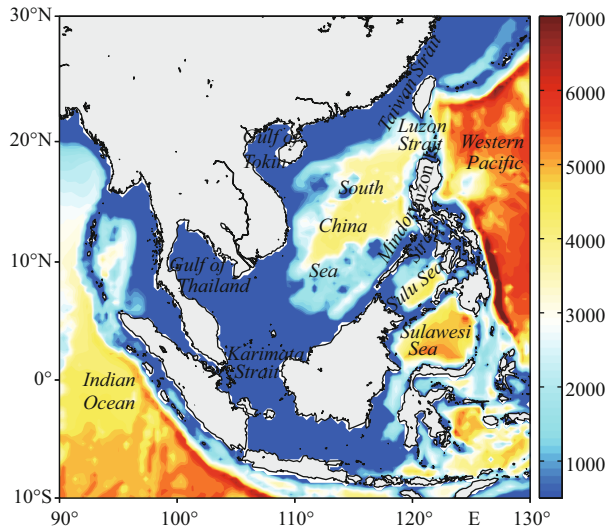 30°N
20°N
10°N
0°
10°S
90°
100°
110°
120°
E
130°
Taiwan Strait
Gulf of
Tokin
Luzon
Strait
Western
Pacific
South
China
Sea
Luzon
Mindoro
Strait
Gulf of
Thailand
Sulu Sea
Sulawesi
Sea
Karimata
Strait
Indian
Ocean
7000
6000
5000
4000
3000
2000
1000